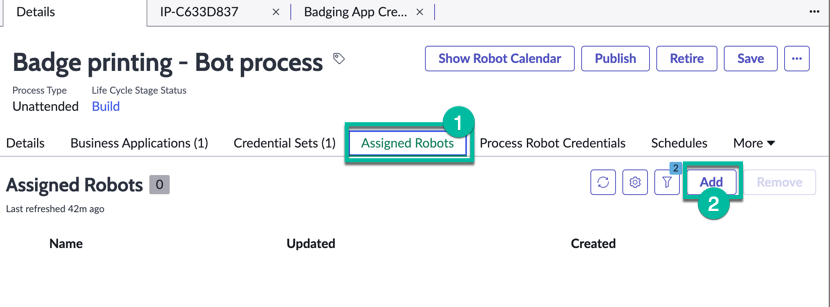 Details IP-C633D837 × Badging App Cre... × ...
Badge printing - Bot process Show Robot Calendar Publish Retire Save ...
Process Type Life Cycle Stage Status
Unattended Build
1
Details Business Applications (1) Credential Sets (1) Assigned Robots Process Robot Credentials Schedules More
Assigned Robots 0 2 Add Remove
2
Last refreshed 42m ago
Name Updated Created